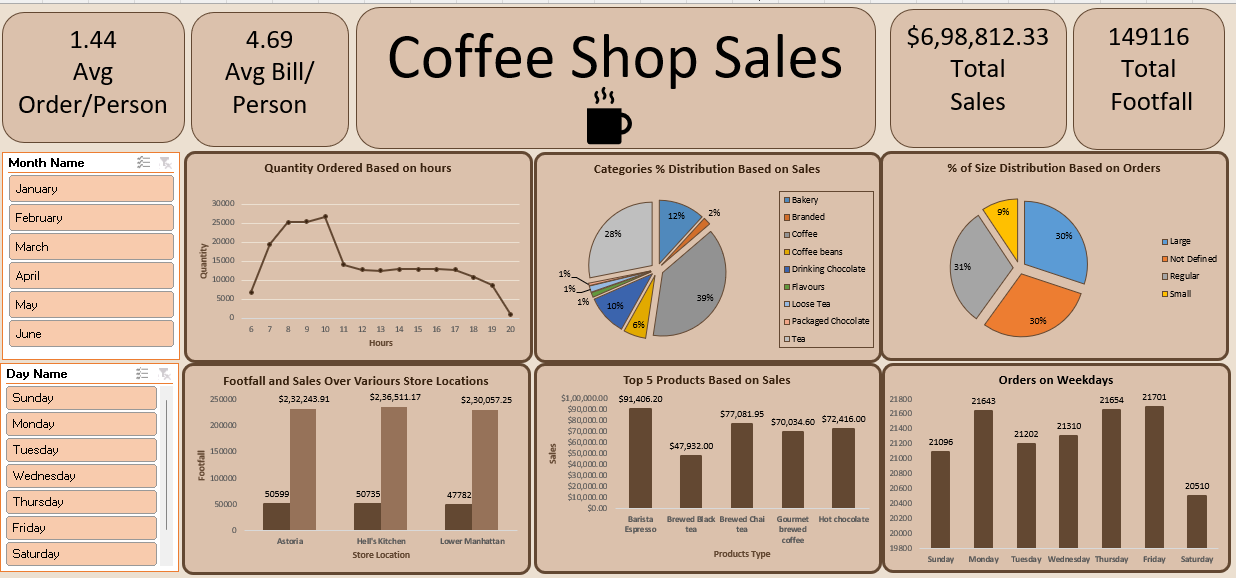 1.44
Avg
Order/Person
4.69
Avg Bill/
Person
Coffee Shop Sales
$6,98,812.33
Total
Sales
149116
Total
Footfall
Month Name
January
February
March
April
May
June
Quantity Ordered Based on hours
30000
25000
20000
15000
10000
5000
0
Quantity
6 7 8 9 10 11 12 13 14 15 16 17 18 19 20
Hours
Categories % Distribution Based on Sales
12%
2%
39%
6%
10%
1%
1%
1%
28%
Bakery
Branded
Coffee
Coffee beans
Drinking Chocolate
Flavours
Loose Tea
Packaged Chocolate
Tea
% of Size Distribution Based on Orders
30%
30%
31%
9%
Large
Not Defined
Regular
Small
Day Name
Sunday
Monday
Tuesday
Wednesday
Thursday
Friday
Saturday
Footfall and Sales Over Variours Store Locations
250000
200000
150000
100000
50000
0
Footfall
50599 $2,32,243.91
50735 $2,36,511.17
47782 $2,30,057.25
Astoria Hell's Kitchen Lower Manhattan
Store Location
Top 5 Products Based on Sales
$1,00,000.00
$90,000.00
$80,000.00
$70,000.00
$60,000.00
$50,000.00
$40,000.00
$30,000.00
$20,000.00
$10,000.00
$0.00
Sales
$91,406.20
$47,932.00
$77,081.95
$70,034.60
$72,416.00
Barista
Espresso
Brewed Black
tea
Brewed Chai
tea
Gourmet
brewed
coffee
Hot chocolate
Products Type
Orders on Weekdays
21800
21600
21400
21200
21000
20800
20600
20400
20200
20000
19800
21096
21643
21202
21310
21654
21701
20510
Sunday Monday Tuesday Wednesday Thursday Friday Saturday